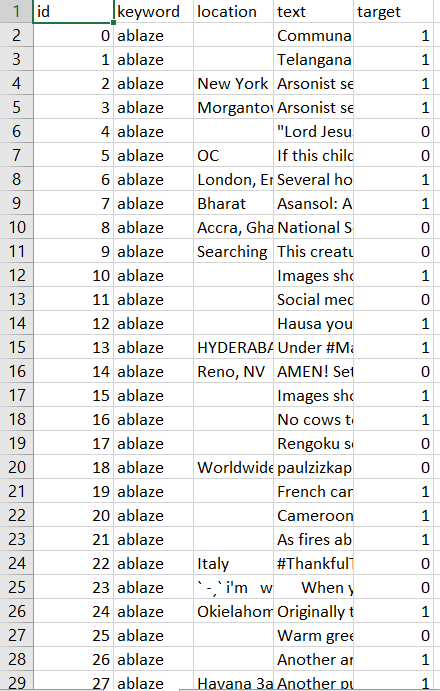 1 id keyword location text target
2 0 ablaze Communa 1
3 1 ablaze Telangana 1
4 2 ablaze New York Arsonist se 1
5 3 ablaze Morgantov Arsonist se 1
6 4 ablaze "Lord Jesu 0
7 5 ablaze OC If this chilc 0
8 6 ablaze London, Er Several ho 1
9 7 ablaze Bharat Asansol: A 1
10 8 ablaze Accra, Gha National S 0
11 9 ablaze Searching This creatu 0
12 10 ablaze Images sho 1
13 11 ablaze Social med 0
14 12 ablaze Hausa you 1
15 13 ablaze HYDERABA Under #Ma 1
16 14 ablaze Reno, NV AMEN! Set 0
17 15 ablaze Images sho 1
18 16 ablaze No cows to 1
19 17 ablaze Rengoku se 0
20 18 ablaze Worldwide paulzizkap 0
21 19 ablaze French car 1
22 20 ablaze Cameroon 1
23 21 ablaze As fires ab 1
24 22 ablaze Italy #ThankfulT 0
25 23 ablaze ` -,` i'm w When y 0
26 24 ablaze Okielahom Originally t 1
27 25 ablaze Warm gree 0
28 26 ablaze Another ar 1
29 27 ablaze Havana 3a Another pu 1